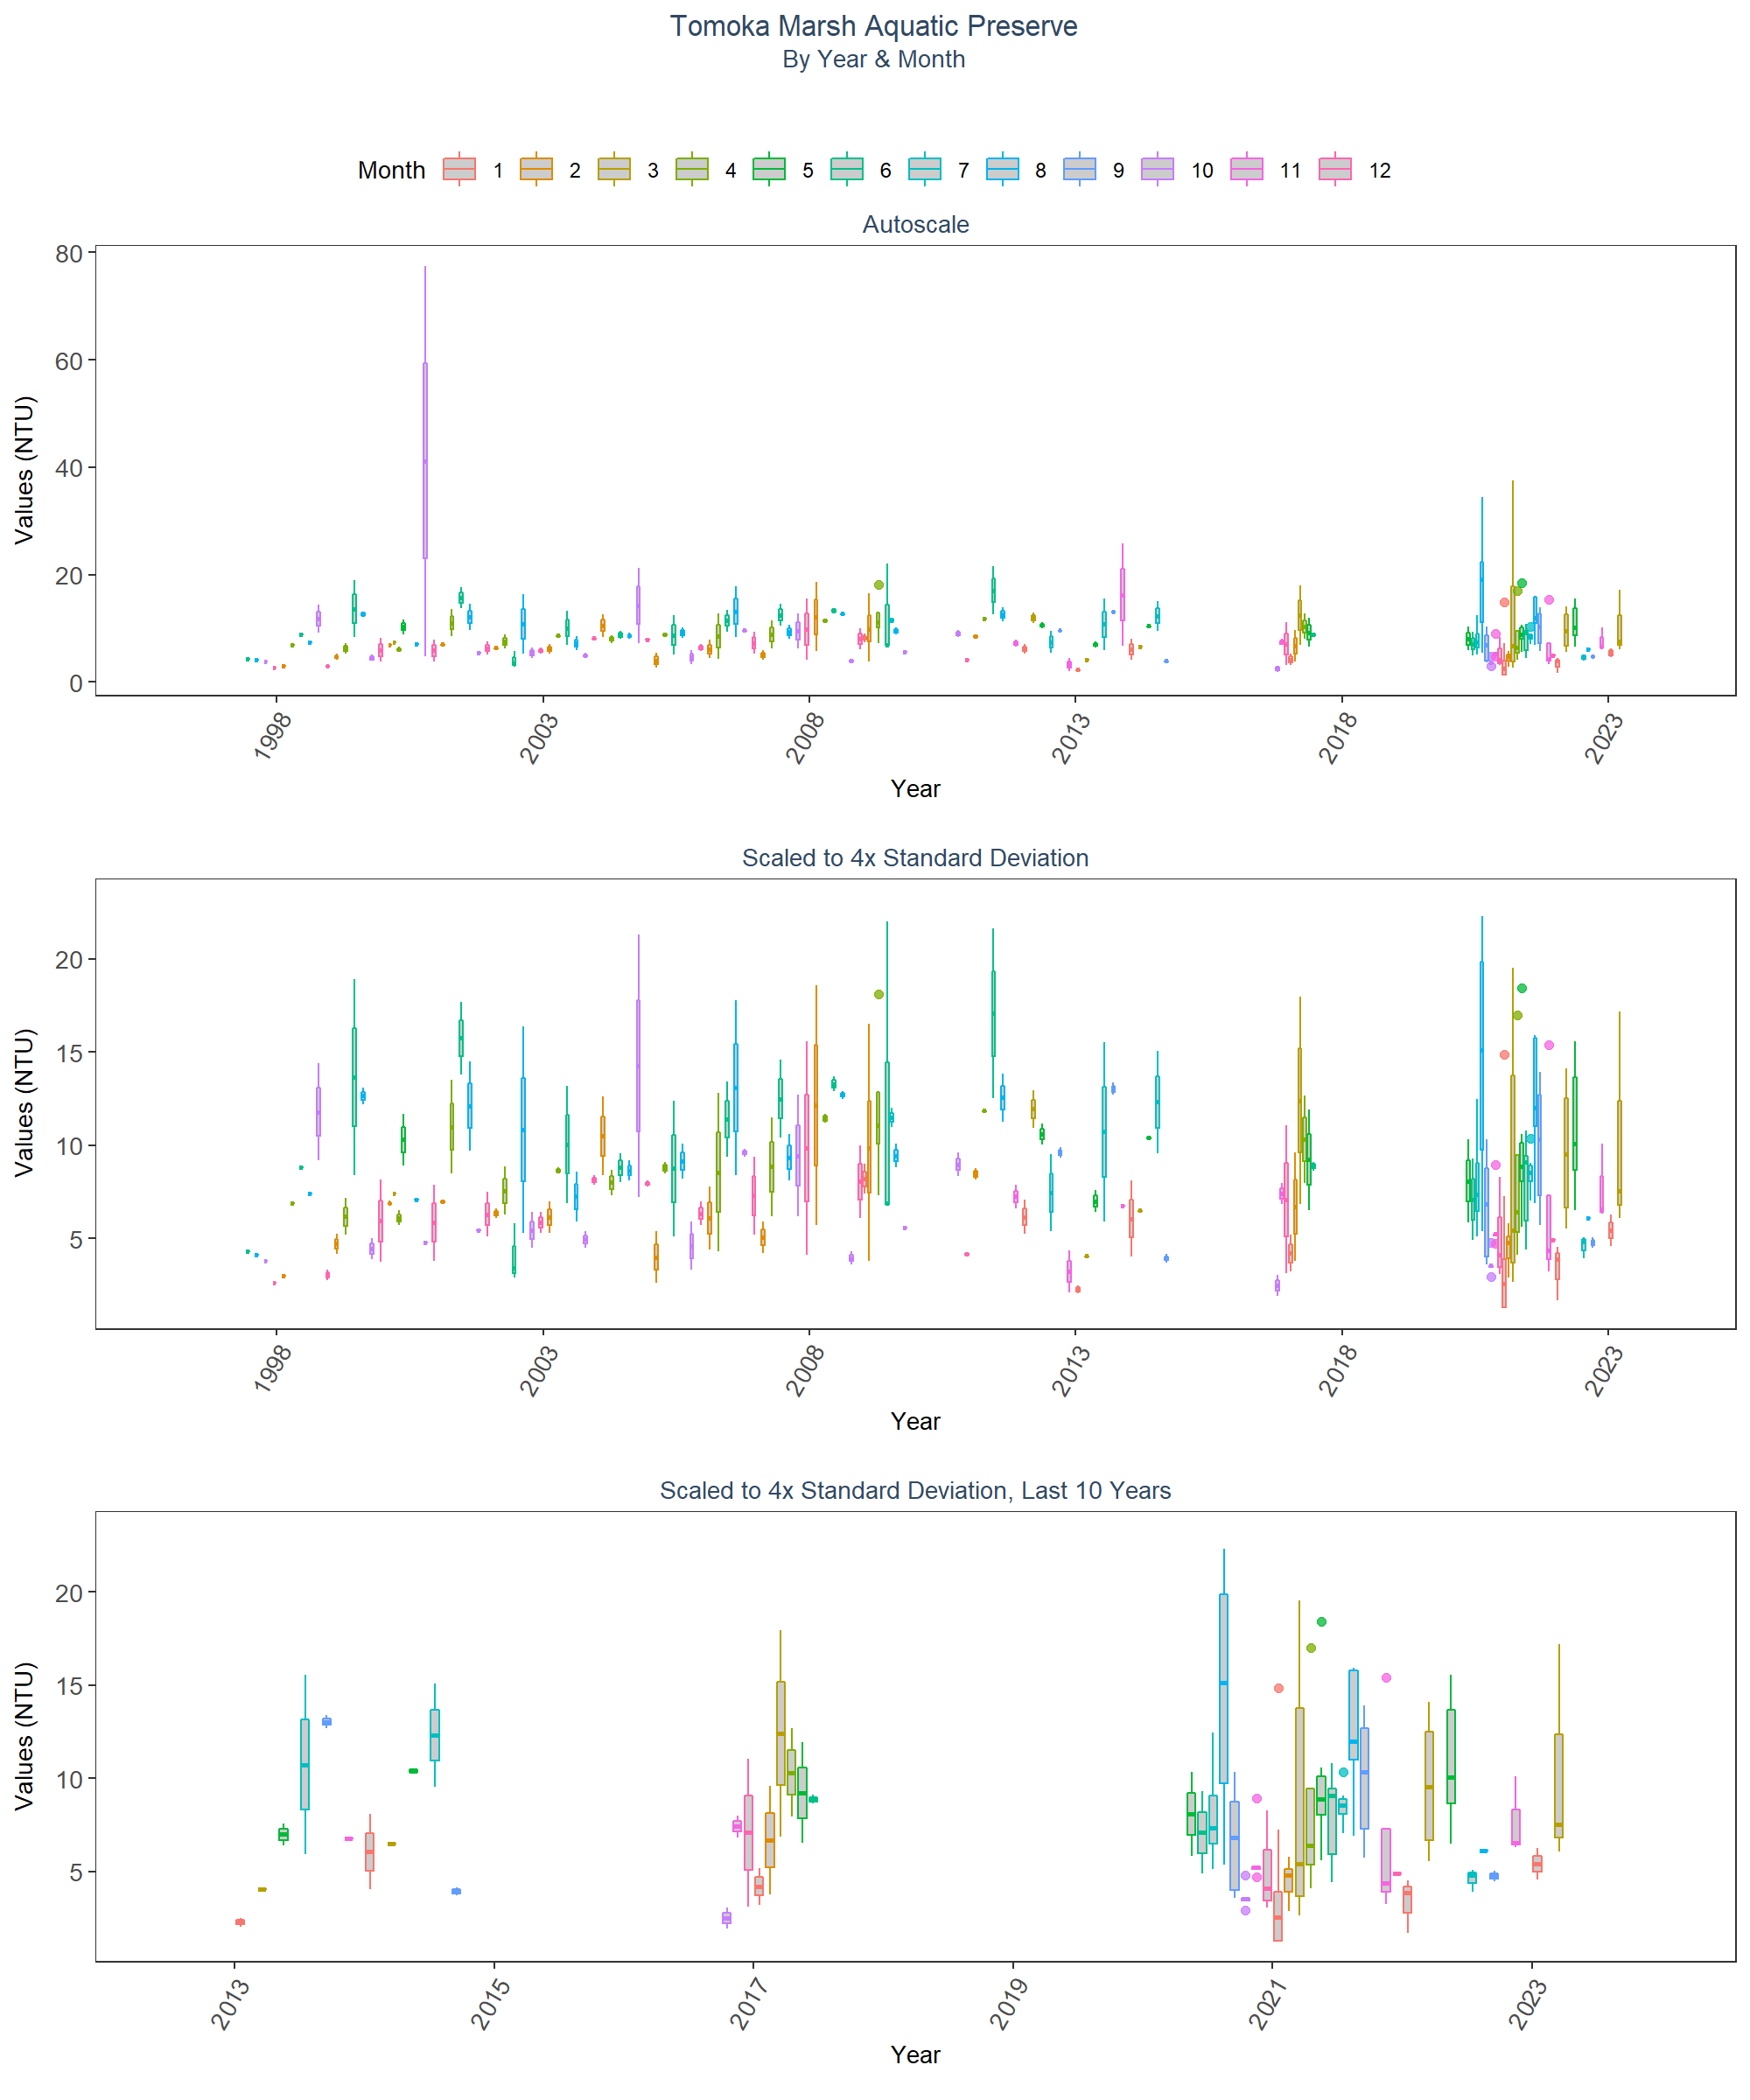 Tomoka Marsh Aquatic Preserve
By Year & Month
Month 1 2 3 4 5 6 7 8 9 10 11 12
Autoscale
Values (NTU)
80
60
40
20
0
1998 2003 2008 2013 2018 2023
Year
Scaled to 4x Standard Deviation
Values (NTU)
20
15
10
5
1998 2003 2008 2013 2018 2023
Year
Scaled to 4x Standard Deviation, Last 10 Years
Values (NTU)
20
15
10
5
2013 2015 2017 2019 2021 2023
Year